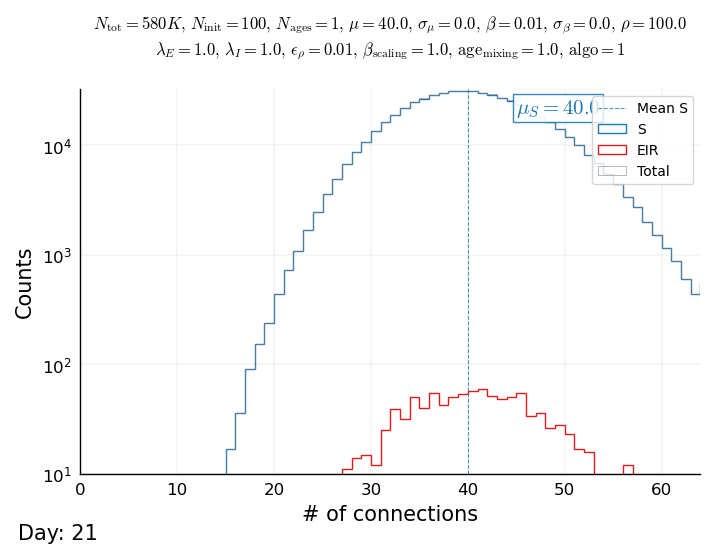 N_tot = 580K, N_init = 100, N_ages = 1, μ = 40.0, σ_μ = 0.0, β = 0.01, σ_β = 0.0, ρ = 100.0
λ_E = 1.0, λ_I = 1.0, ϵ_ρ = 0.01, β_scaling = 1.0, age_mixing = 1.0, algo = 1
μ_S = 40.0
Mean S
S
EIR
Total
10^4
10^3
10^2
10^1
Counts
0 10 20 30 40 50 60
# of connections
Day: 21